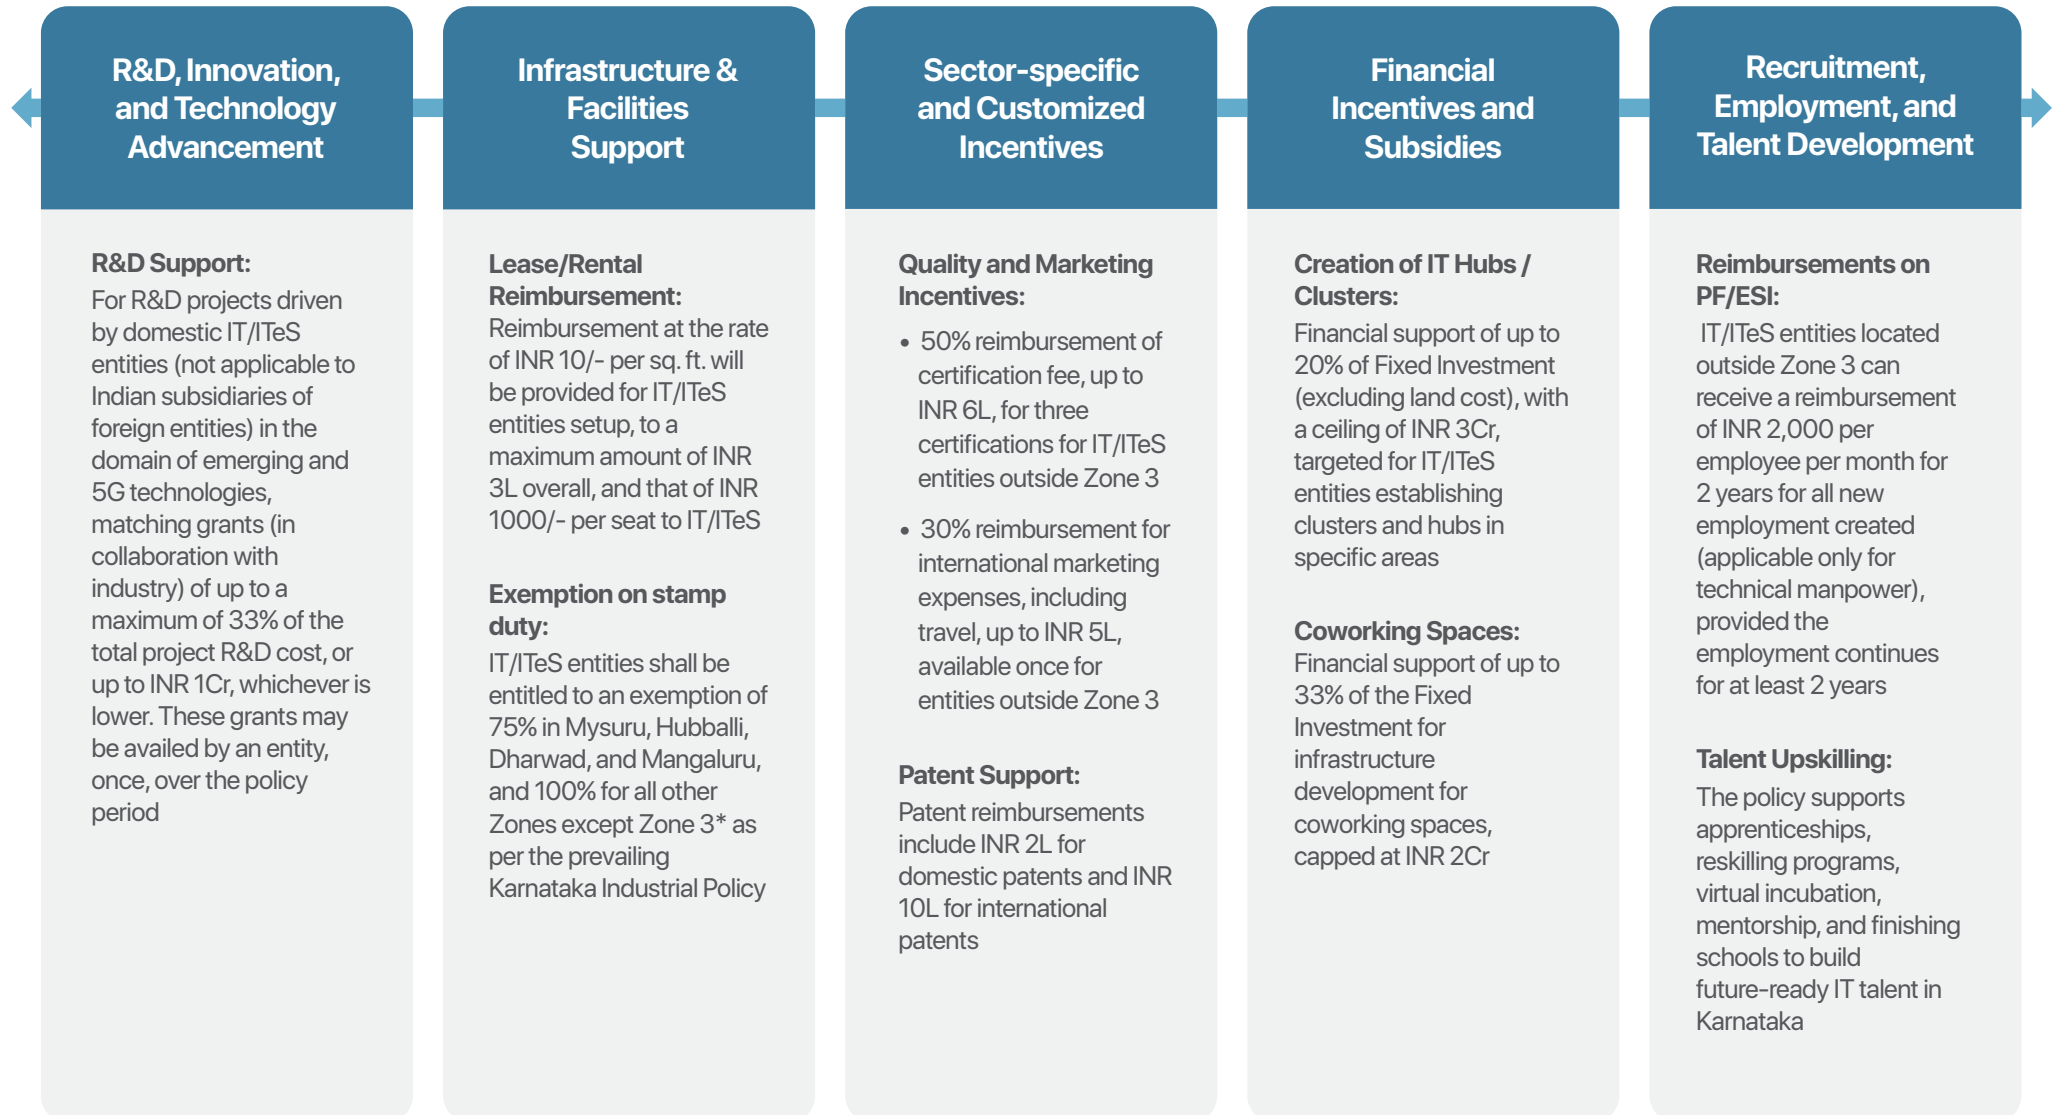 R&D, Innovation,
and Technology
Advancement
R&D Support:
For R&D projects driven
by domestic IT/ITeS
entities (not applicable to
Indian subsidiaries of
foreign entities) in the
domain of emerging and
5G technologies,
matching grants (in
collaboration with
industry) of up to a
maximum of 33% of the
total project R&D cost, or
up to INR 1Cr, whichever is
lower. These grants may
be availed by an entity,
once, over the policy
period
Infrastructure &
Facilities
Support
Lease/Rental
Reimbursement:
Reimbursement at the rate
of INR 10/- per sq. ft. will
be provided for IT/ITeS
entities setup, to a
maximum amount of INR
3L overall, and that of INR
1000/- per seat to IT/ITeS
Exemption on stamp
duty:
IT/ITeS entities shall be
entitled to an exemption of
75% in Mysuru, Hubballi,
Dharwad, and Mangaluru,
and 100% for all other
Zones except Zone 3* as
per the prevailing
Karnataka Industrial Policy
Sector-specific
and Customized
Incentives
Quality and Marketing
Incentives:
• 50% reimbursement of
certification fee, up to
INR 6L, for three
certifications for IT/ITeS
entities outside Zone 3
• 30% reimbursement for
international marketing
expenses, including
travel, up to INR 5L,
available once for
entities outside Zone 3
Patent Support:
Patent reimbursements
include INR 2L for
domestic patents and INR
10L for international
patents
Financial
Incentives and
Subsidies
Creation of IT Hubs /
Clusters:
Financial support of up to
20% of Fixed Investment
(excluding land cost), with
a ceiling of INR 3Cr,
targeted for IT/ITeS
entities establishing
clusters and hubs in
specific areas
Coworking Spaces:
Financial support of up to
33% of the Fixed
Investment for
infrastructure
development for
coworking spaces,
capped at INR 2Cr
Recruitment,
Employment, and
Talent Development
Reimbursements on
PF/ESI:
IT/ITeS entities located
outside Zone 3 can
receive a reimbursement
of INR 2,000 per
employee per month for
2 years for all new
employment created
(applicable only for
technical manpower),
provided the
employment continues
for at least 2 years
Talent Upskilling:
The policy supports
apprenticeships,
reskilling programs,
virtual incubation,
mentorship, and finishing
schools to build
future-ready IT talent in
Karnataka